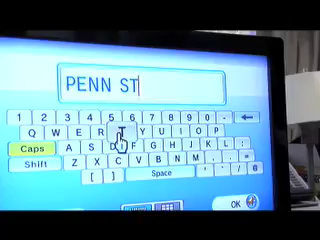 PENN ST
1 2 3 4 5 6 7 8 9 0 -
Q W E R T Y U I O P
Caps A S D F G H J K L
Shift Z X C V B N M , .
Space
OK